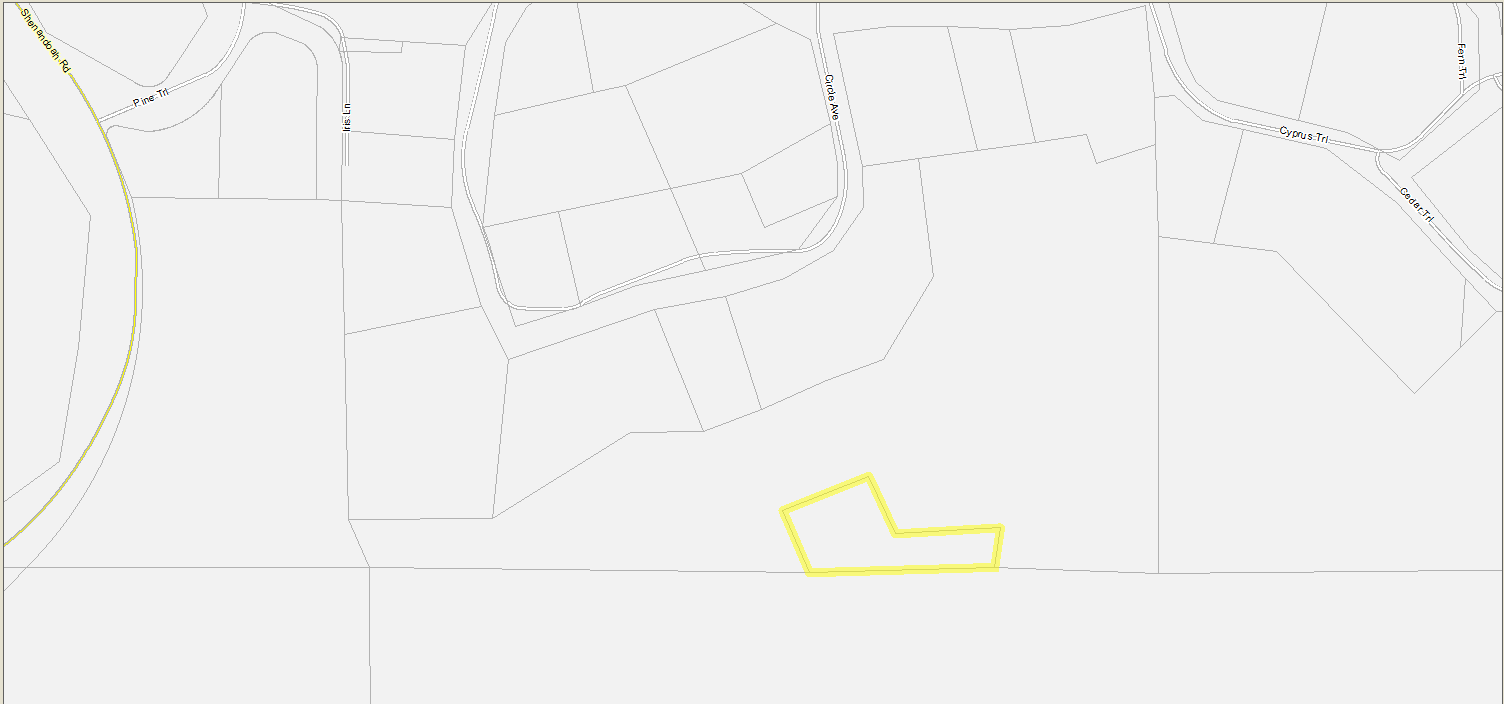 Shenandoah Rd
Pine Trl
Iris Ln
Circle Ave
Cyprus Trl
Fern Trl
Cedar Trl